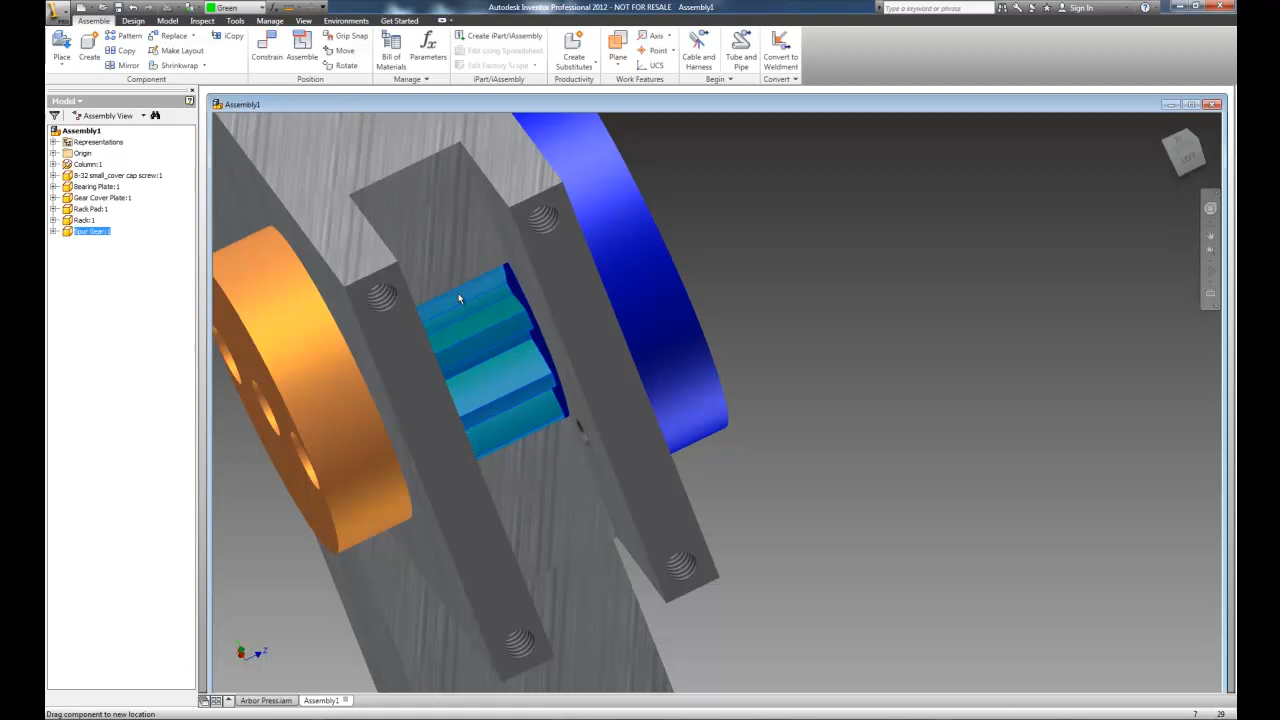 Green
Autodesk Inventor Professional 2012 - NOT FOR RESALE   Assembly1
Type a keyword or phrase
Sign In
PRO
Assemble
Design
Model
Inspect
Tools
Manage
View
Environments
Get Started
Place
Create
Pattern
Copy
Mirror
Replace
Make Layout
Shrinkwrap
iCopy
Component
Constrain
Assemble
Grip Snap
Move
Rotate
Position
Bill of Materials
Parameters
Manage
Create iPart/iAssembly
Edit using Spreadsheet
Edit Factory Scope
iPart/iAssembly
Create Substitutes
Productivity
Plane
Axis
Point
UCS
Work Features
Cable and Harness
Tube and Pipe
Begin
Convert to Weldment
Convert
Model
Assembly View
Assembly1
Representations
Origin
Column:1
8-32 small_cover cap screw:1
Bearing Plate:1
Gear Cover Plate:1
Rack Pad:1
Rack:1
Spur Gear:1
Assembly1
LEFT
Z
Arbor Press.iam
Assembly1
Drag component to new location
7
29